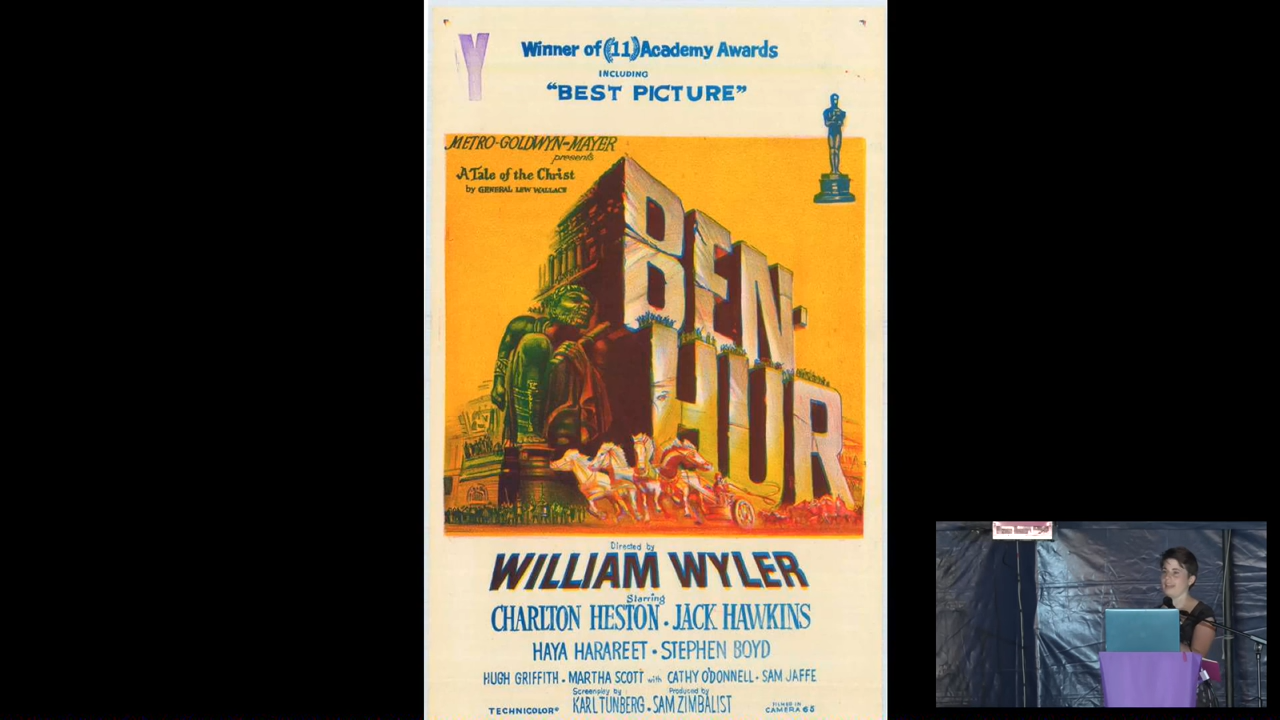 Y
Winner of (11) Academy Awards
INCLUDING
"BEST PICTURE"
METRO-GOLDWYN-MAYER
presents
A Tale of the Christ
by GENERAL LEW WALLACE
BEN-
HUR
Directed by
WILLIAM WYLER
Starring
CHARLTON HESTON · JACK HAWKINS
HAYA HARAREET · STEPHEN BOYD
HUGH GRIFFITH · MARTHA SCOTT with CATHY O'DONNELL · SAM JAFFE
Screenplay by
KARL TUNBERG ·
Produced by
SAM ZIMBALIST
TECHNICOLOR®
FILMED IN
CAMERA 65